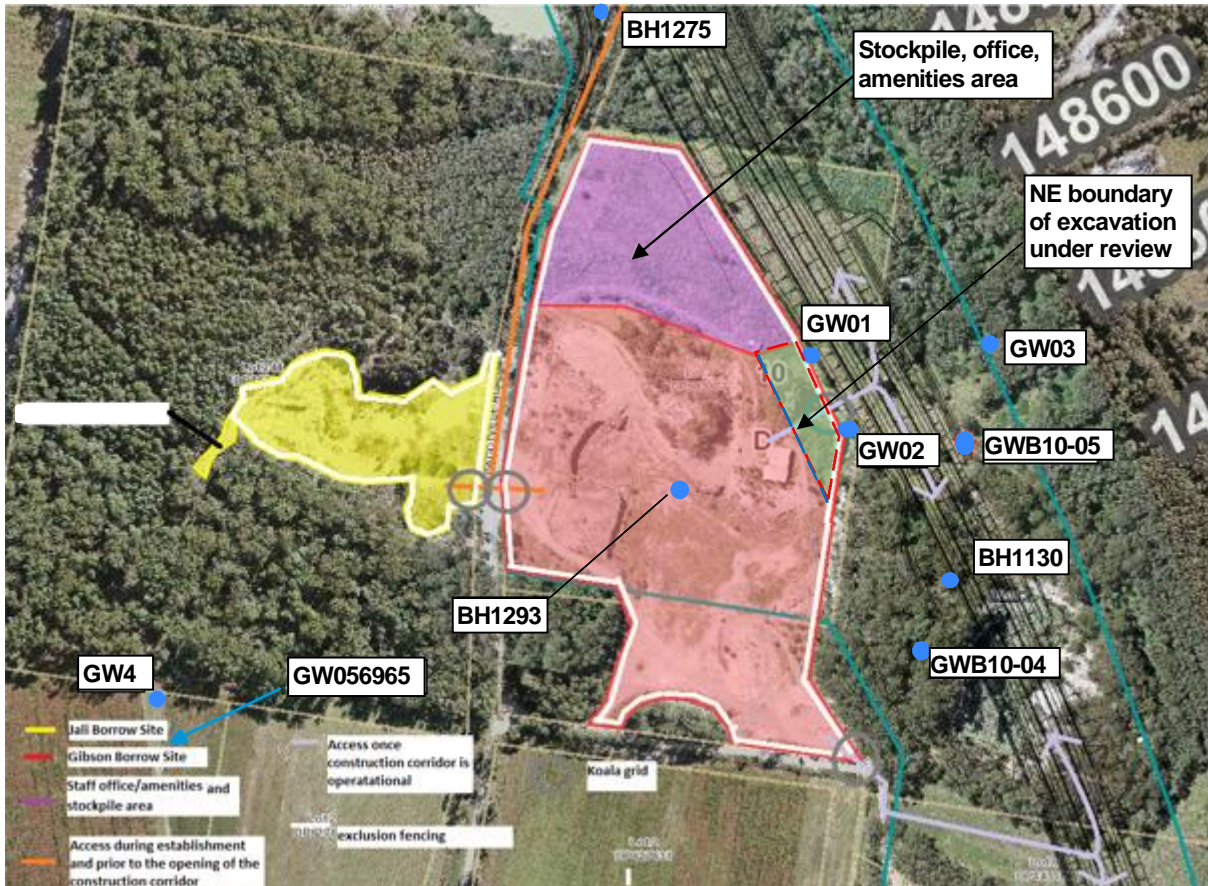 BH1275
148600
Stockpile, office,
amenities area
NE boundary
of excavation
under review
GW01
GW03
GW02
GWB10-05
BH1130
BH1293
GWB10-04
GW4
GW056965
D
Jali Borrow Site
Gibson Borrow Site
Staff office/amenities and
stockpile area
Access during establishment
and prior to the opening of the
construction corridor
Access once
construction corridor is
operatational
exclusion fencing
Koala grid